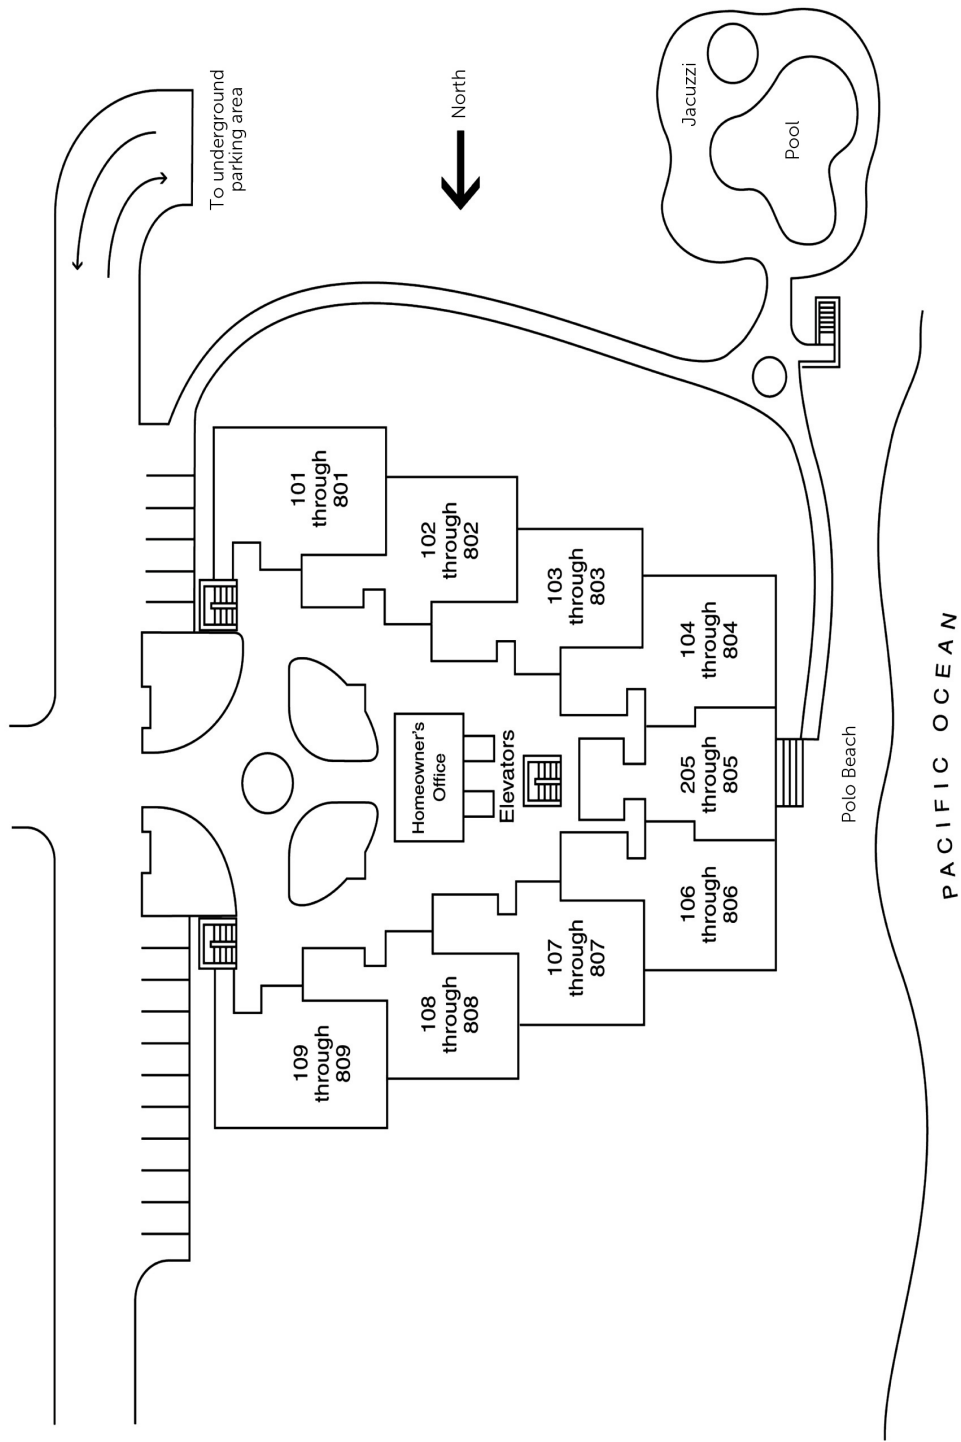 To underground
parking area
North
Jacuzzi
Pool
101
through
801
102
through
802
103
through
803
104
through
804
Homeowner's
Office
Elevators
205
through
805
Polo Beach
106
through
806
107
through
807
108
through
808
109
through
809
PACIFIC OCEAN